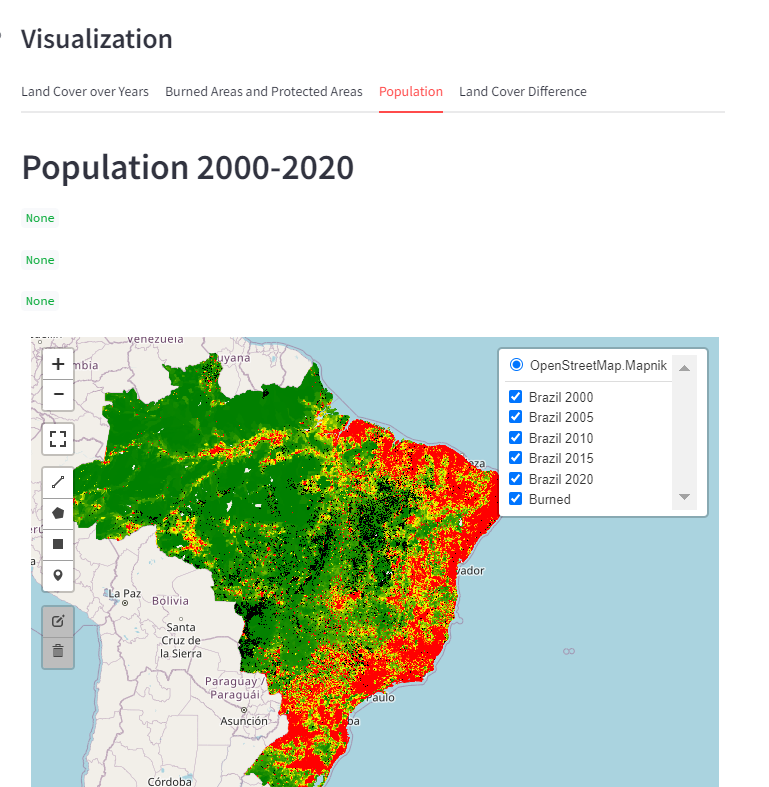 Visualization
Land Cover over Years
Burned Areas and Protected Areas
Population
Land Cover Difference
Population 2000-2020
None
None
None
Venezuela
mbia
uyana
+
−
OpenStreetMap.Mapnik
Brazil 2000
Brazil 2005
Brazil 2010
Brazil 2015
Brazil 2020
Burned
za
vador
La Paz
Bolivia
Santa
Cruz de
la Sierra
Paraguay /
Paraguái
Paulo
Asunción
ba
Córdoba